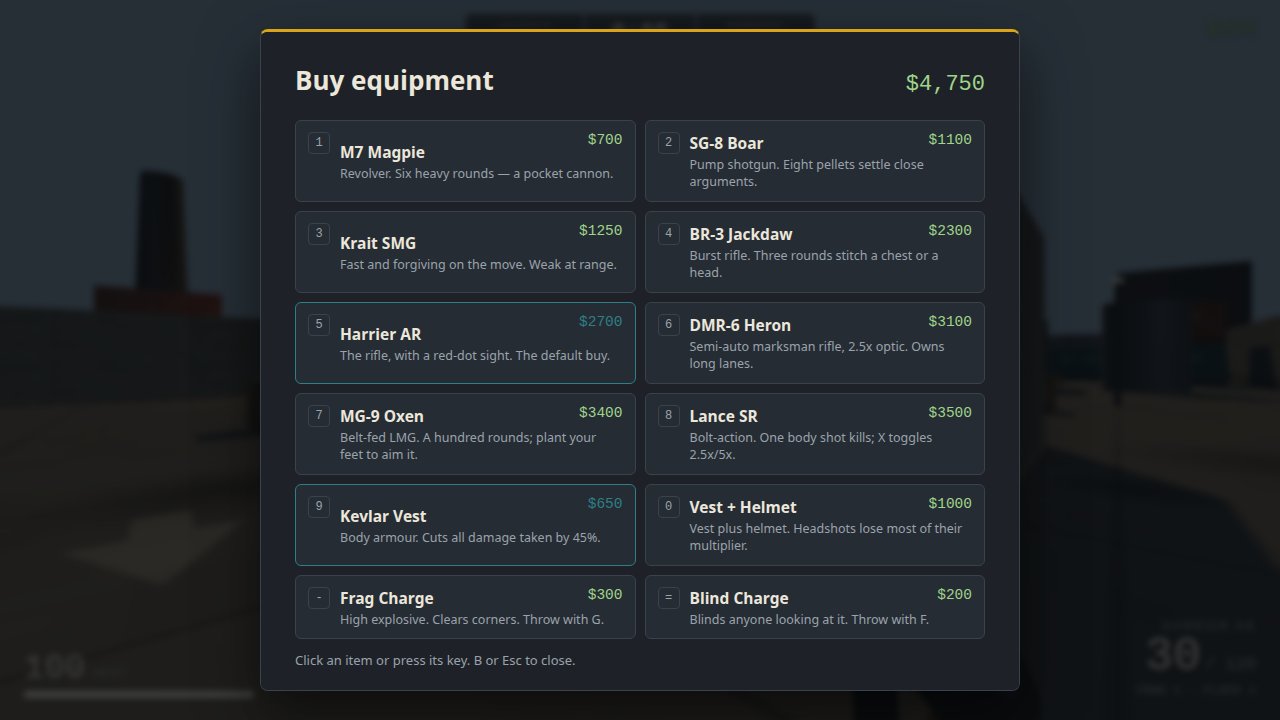 Buy equipment
$4,750
1
M7 Magpie
$700
Revolver. Six heavy rounds — a pocket cannon.
2
SG-8 Boar
$1100
Pump shotgun. Eight pellets settle close
arguments.
3
Krait SMG
$1250
Fast and forgiving on the move. Weak at range.
4
BR-3 Jackdaw
$2300
Burst rifle. Three rounds stitch a chest or a
head.
5
Harrier AR
$2700
The rifle, with a red-dot sight. The default buy.
6
DMR-6 Heron
$3100
Semi-auto marksman rifle, 2.5x optic. Owns
long lanes.
7
MG-9 Oxen
$3400
Belt-fed LMG. A hundred rounds; plant your
feet to aim it.
8
Lance SR
$3500
Bolt-action. One body shot kills; X toggles
2.5x/5x.
9
Kevlar Vest
$650
Body armour. Cuts all damage taken by 45%.
0
Vest + Helmet
$1000
Vest plus helmet. Headshots lose most of their
multiplier.
-
Frag Charge
$300
High explosive. Clears corners. Throw with G.
=
Blind Charge
$200
Blinds anyone looking at it. Throw with F.
Click an item or press its key. B or Esc to close.
100
30